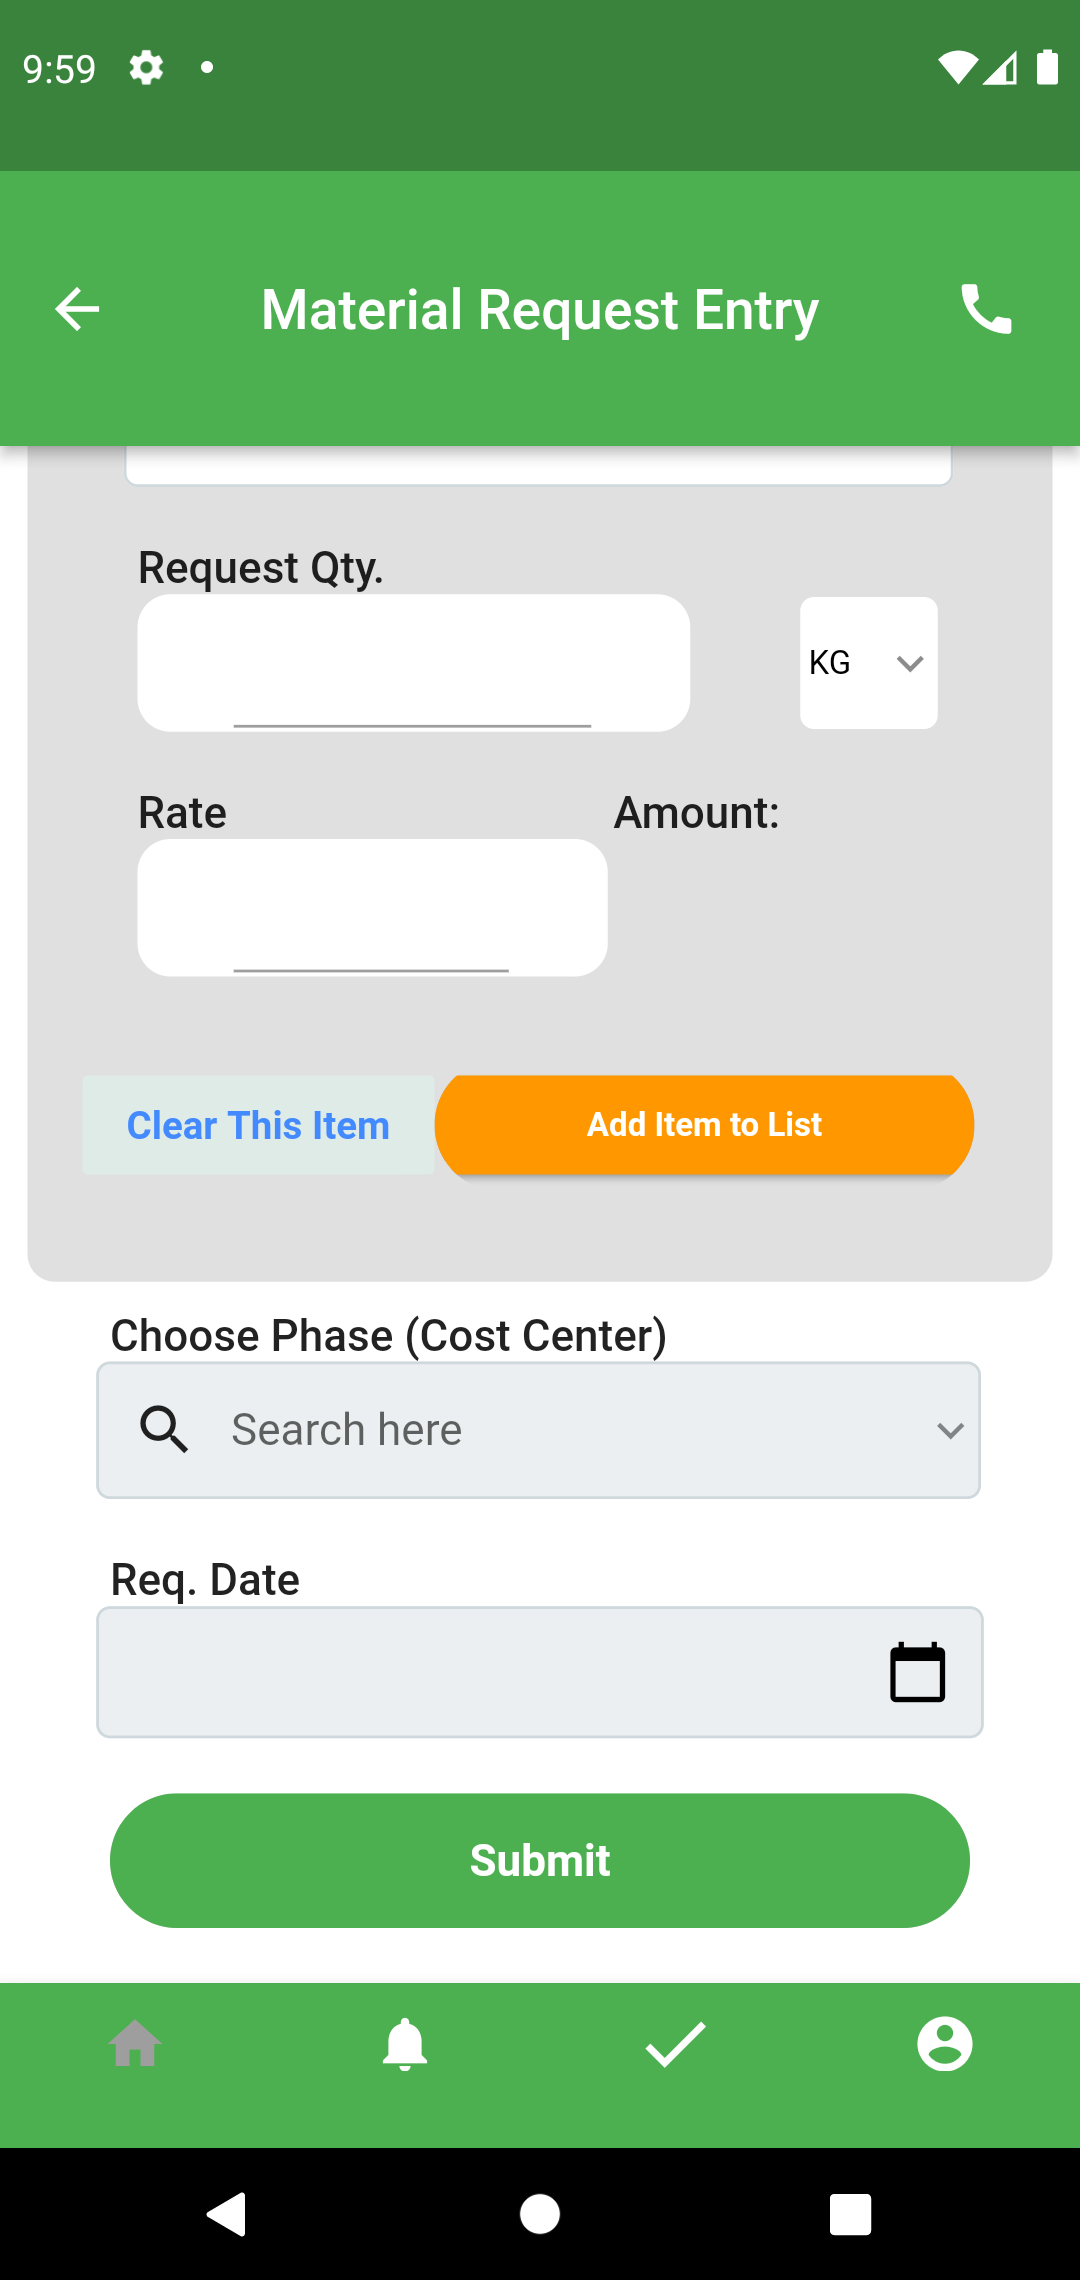 9:59
Material Request Entry
Request Qty.
KG
Rate
Amount:
Clear This Item
Add Item to List
Choose Phase (Cost Center)
Search here
Req. Date
Submit